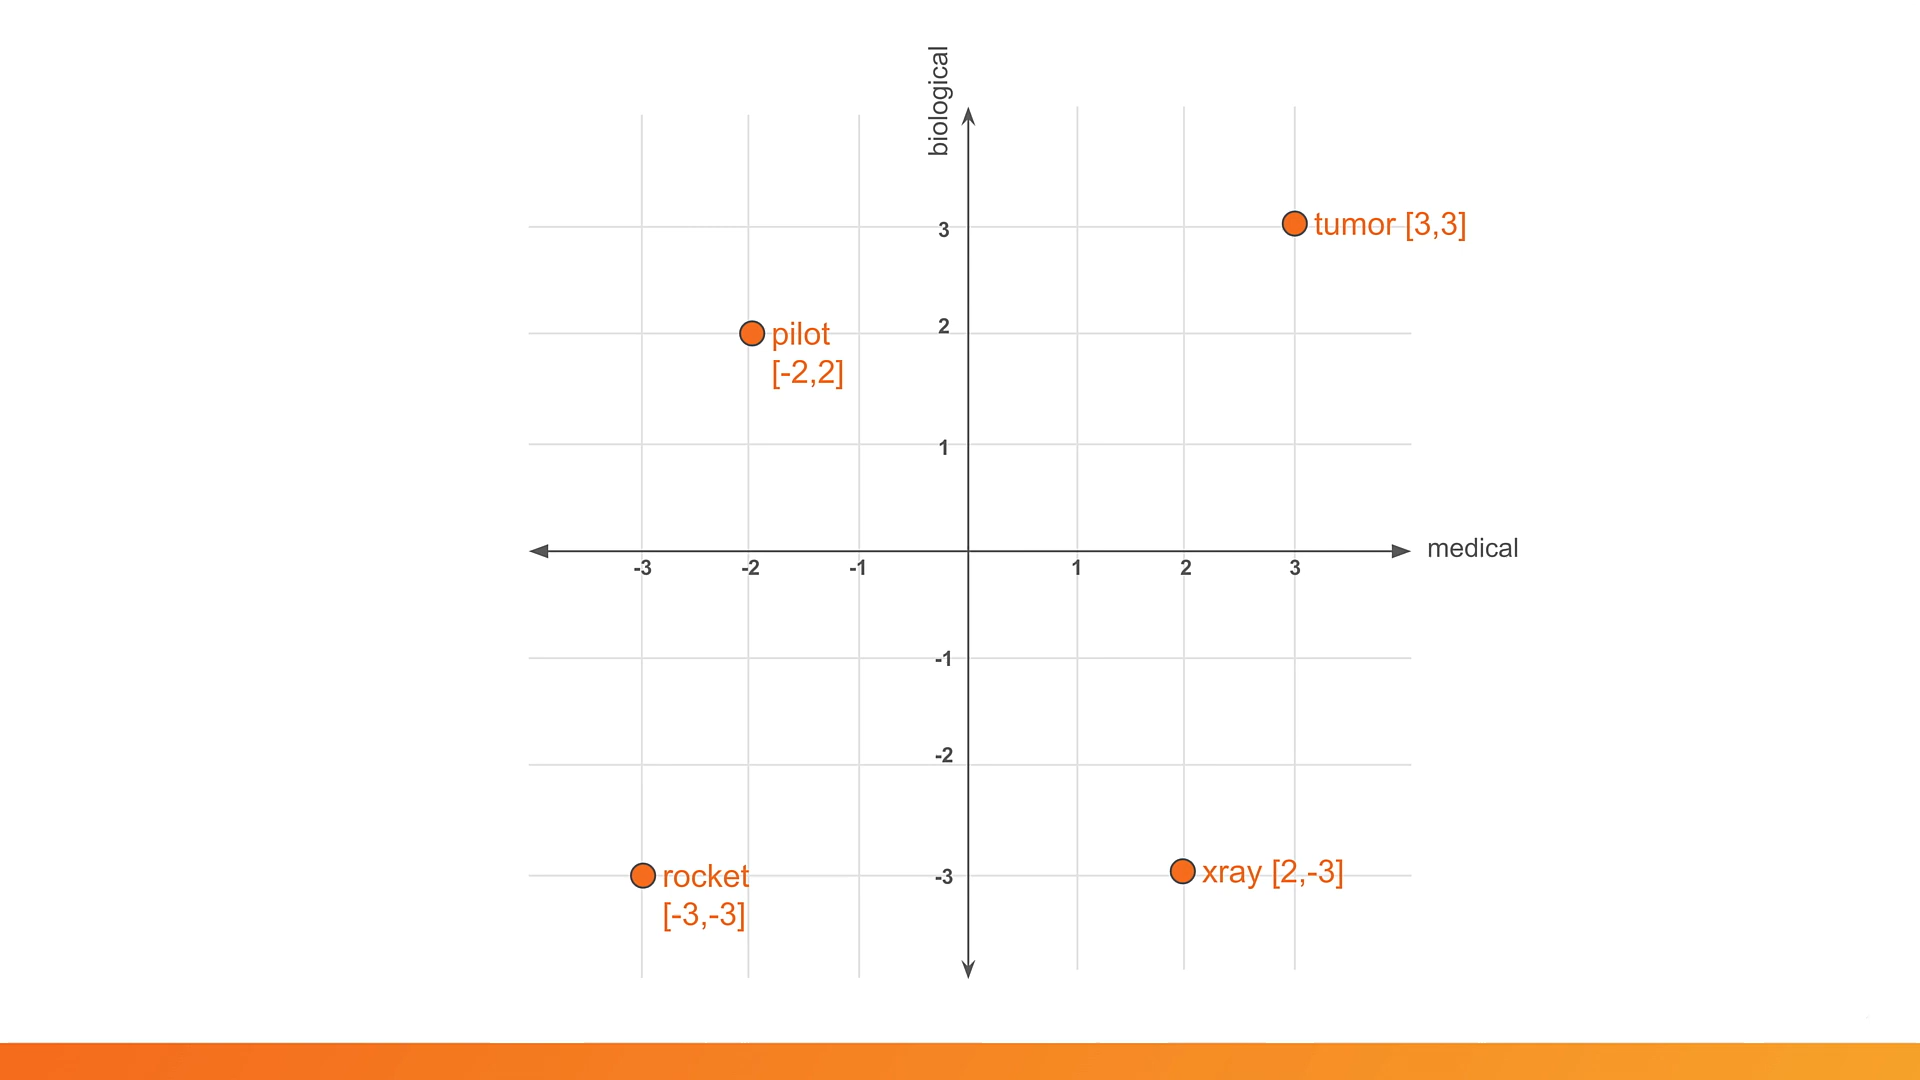 biological
3
tumor [3,3]
2
pilot
[-2,2]
1
medical
-3
-2
-1
1
2
3
-1
-2
-3
rocket
[-3,-3]
xray [2,-3]